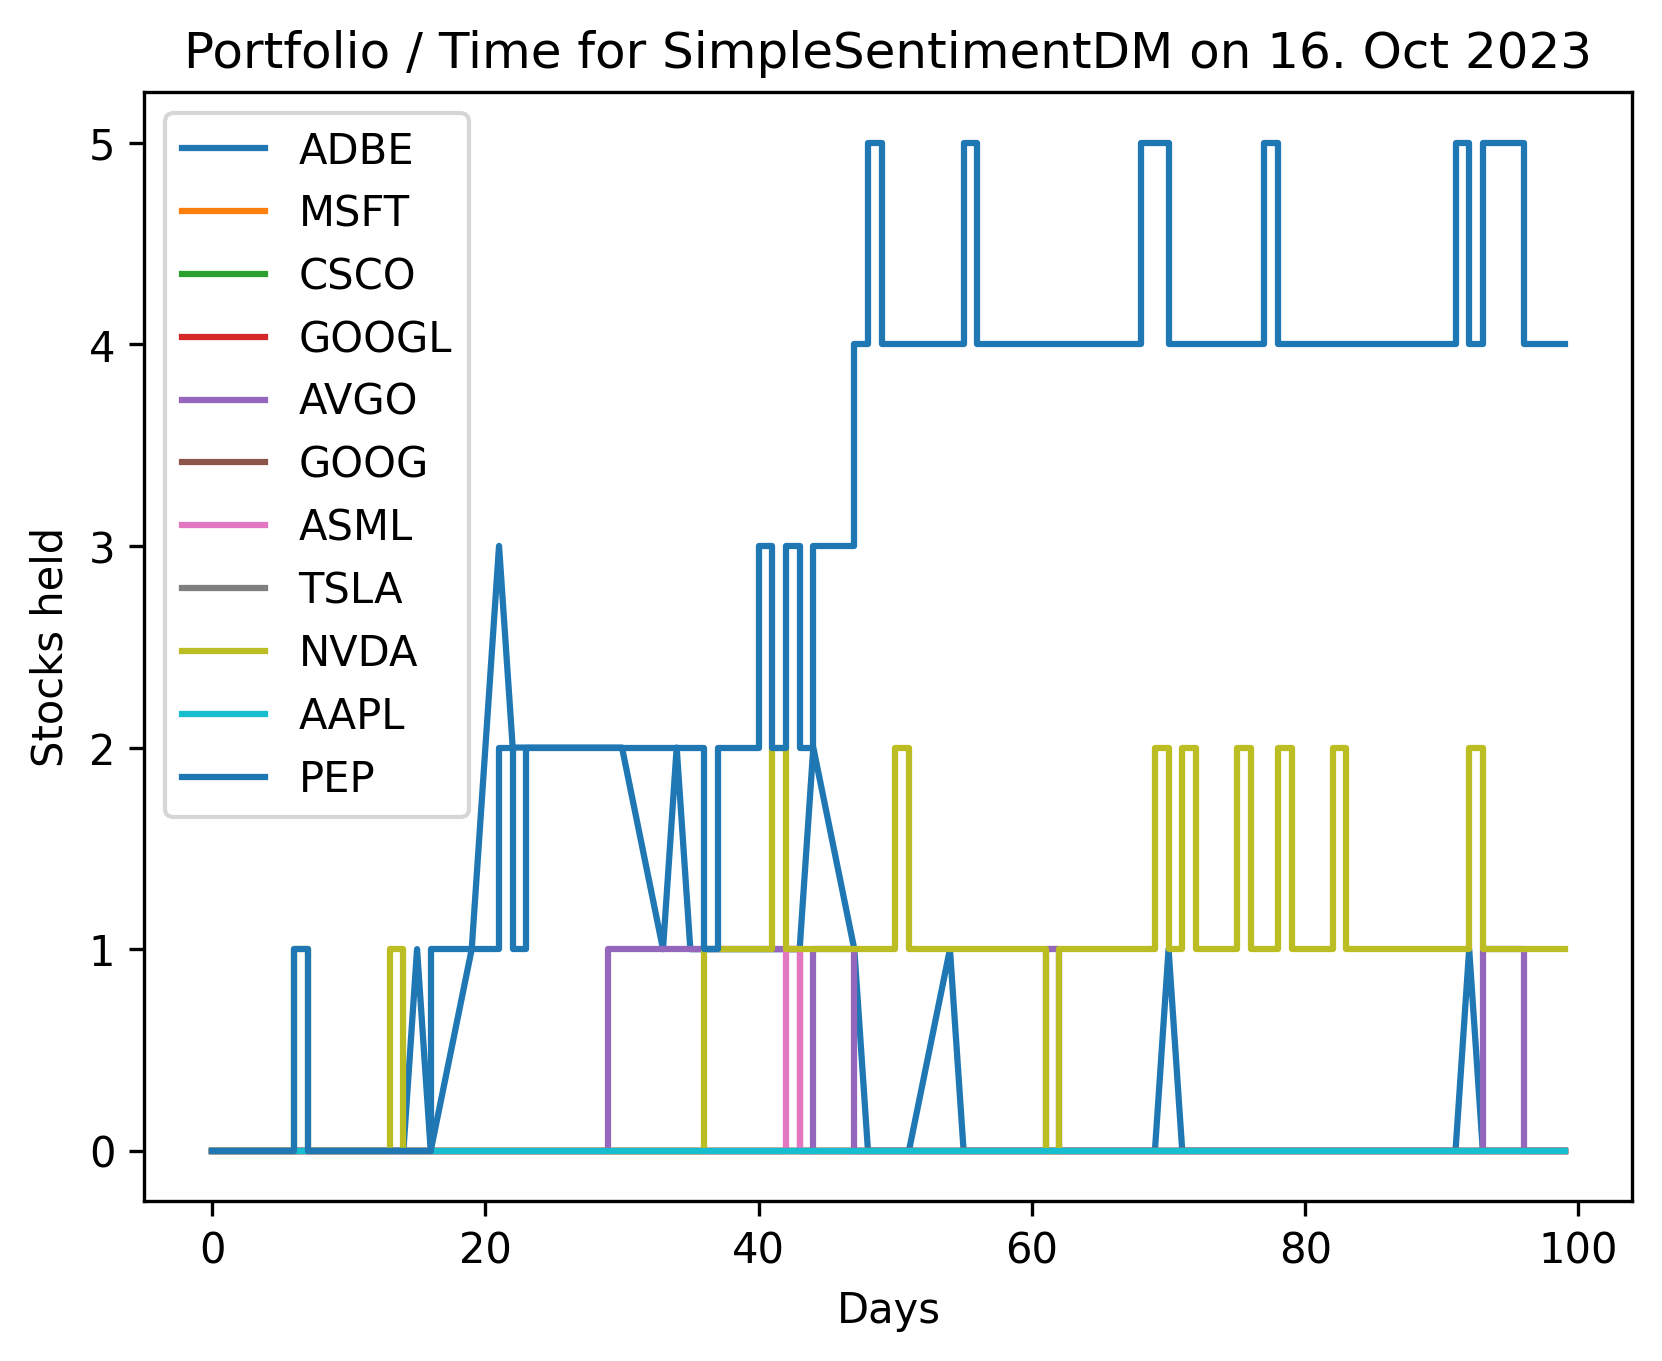 Portfolio / Time for SimpleSentimentDM on 16. Oct 2023
5
4
3
2
1
0
Stocks held
ADBE
MSFT
CSCO
GOOGL
AVGO
GOOG
ASML
TSLA
NVDA
AAPL
PEP
0 20 40 60 80 100
Days